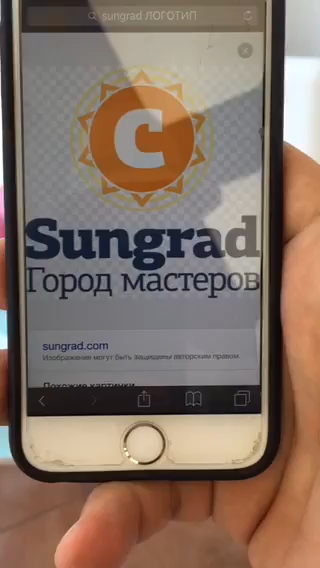 sungrad ЛОГОТИП
C
Sungrad
Город мастеров
sungrad.com
Изображения могут быть защищены авторским правом.
Похожие картинки